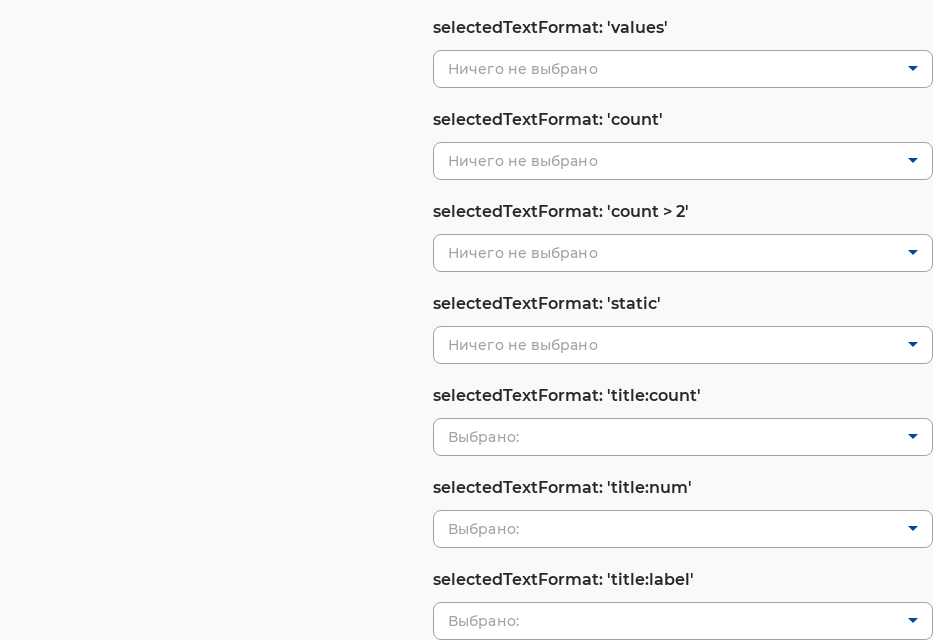 selectedTextFormat: 'values'
Ничего не выбрано
selectedTextFormat: 'count'
Ничего не выбрано
selectedTextFormat: 'count > 2'
Ничего не выбрано
selectedTextFormat: 'static'
Ничего не выбрано
selectedTextFormat: 'title:count'
Выбрано:
selectedTextFormat: 'title:num'
Выбрано:
selectedTextFormat: 'title:label'
Выбрано: